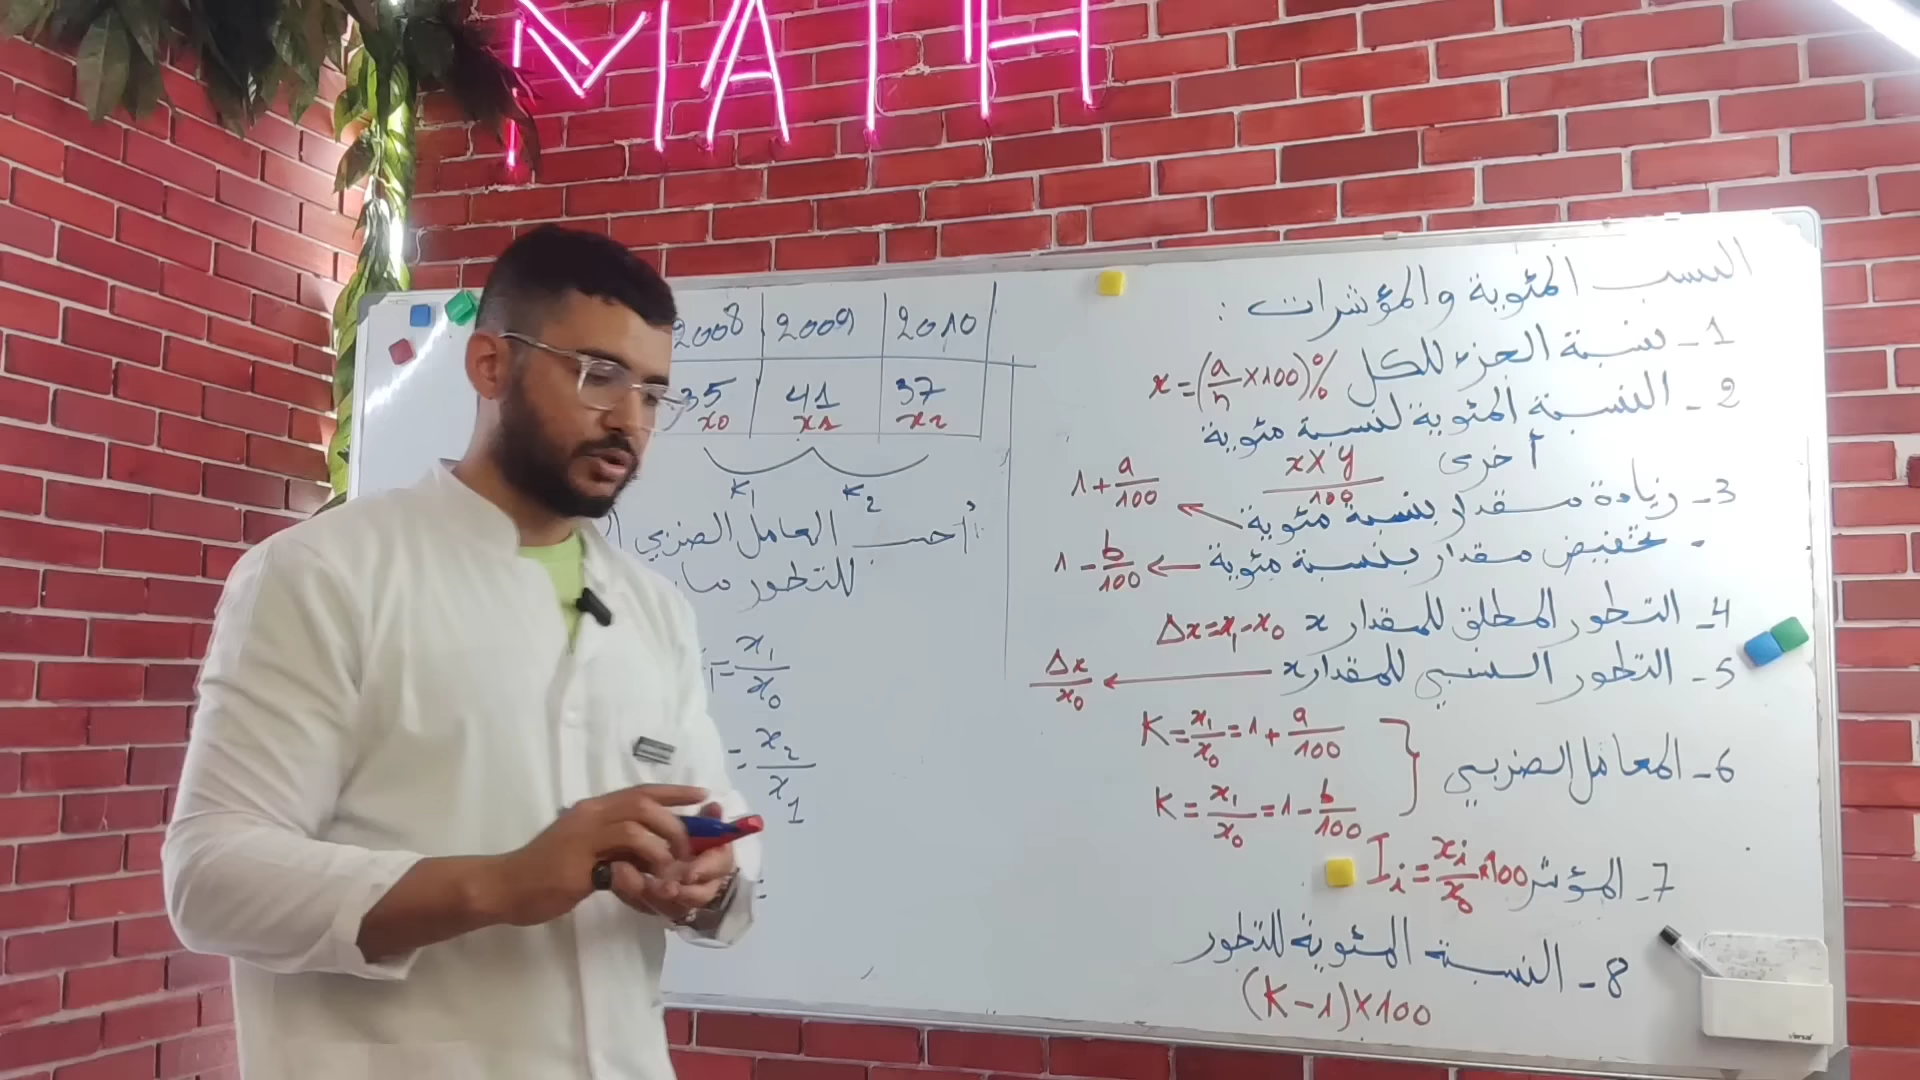 MATH
النسب المئوية والمؤشرات :
1- نسبة الجزء للكل x=(a/n×100)%
2- النسبة المئوية لنسبة مئوية
أخرى x×y/100
3- زيادة مقدار بنسبة مئوية 1+a/100
- تخفيض مقدار بنسبة مئوية 1-b/100
4- التطور المطلق للمقدار x Δx=x₁-x₀
5- التطور النسبي للمقدار x Δx/x₀
6- المعامل الضربي
K=x₁/x₀=1+a/100
K=x₁/x₀=1-b/100
7- المؤشر Iᵢ=xᵢ/x₀×100
8- النسبة المئوية للتطور
(K-1)×100
2008 2009 2010
35 41 37
x0 x1 x2
K₁ K₂
أحسب العامل الضربي
للتطور
=x₁/x₀
=x₂/x₁
=